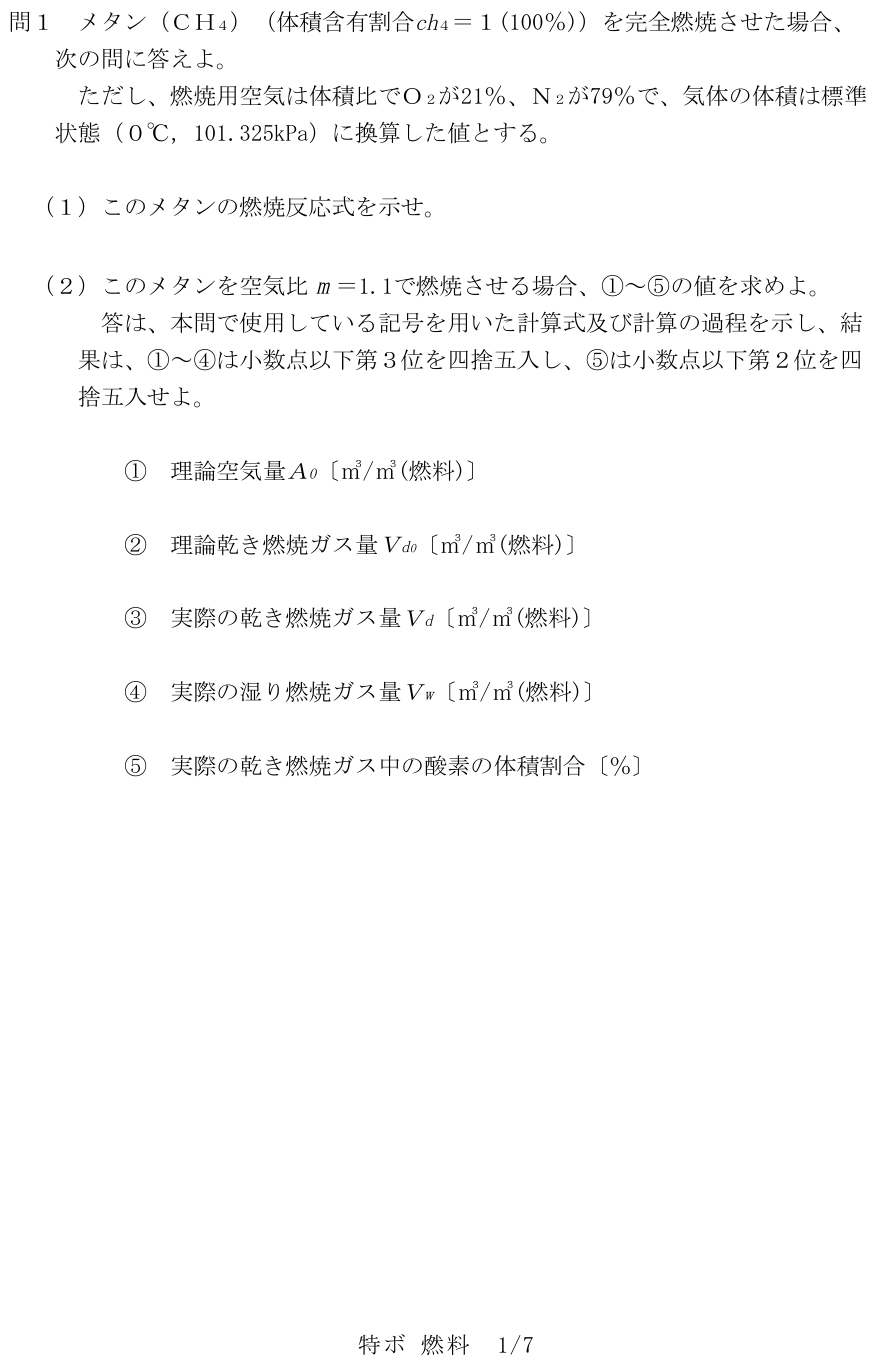 問１　メタン（ＣＨ₄）（体積含有割合ch₄＝１(100％)）を完全燃焼させた場合、
次の問に答えよ。
ただし、燃焼用空気は体積比でＯ₂が21％、Ｎ₂が79％で、気体の体積は標準
状態（０℃，101.325kPa）に換算した値とする。
（１）このメタンの燃焼反応式を示せ。
（２）このメタンを空気比 m＝1.1で燃焼させる場合、①～⑤の値を求めよ。
答は、本問で使用している記号を用いた計算式及び計算の過程を示し、結
果は、①～④は小数点以下第３位を四捨五入し、⑤は小数点以下第２位を四
捨五入せよ。
①　理論空気量A₀〔㎥/㎥(燃料)〕
②　理論乾き燃焼ガス量Vd0〔㎥/㎥(燃料)〕
③　実際の乾き燃焼ガス量Vd〔㎥/㎥(燃料)〕
④　実際の湿り燃焼ガス量Vw〔㎥/㎥(燃料)〕
⑤　実際の乾き燃焼ガス中の酸素の体積割合〔％〕
特ボ 燃料　1/7